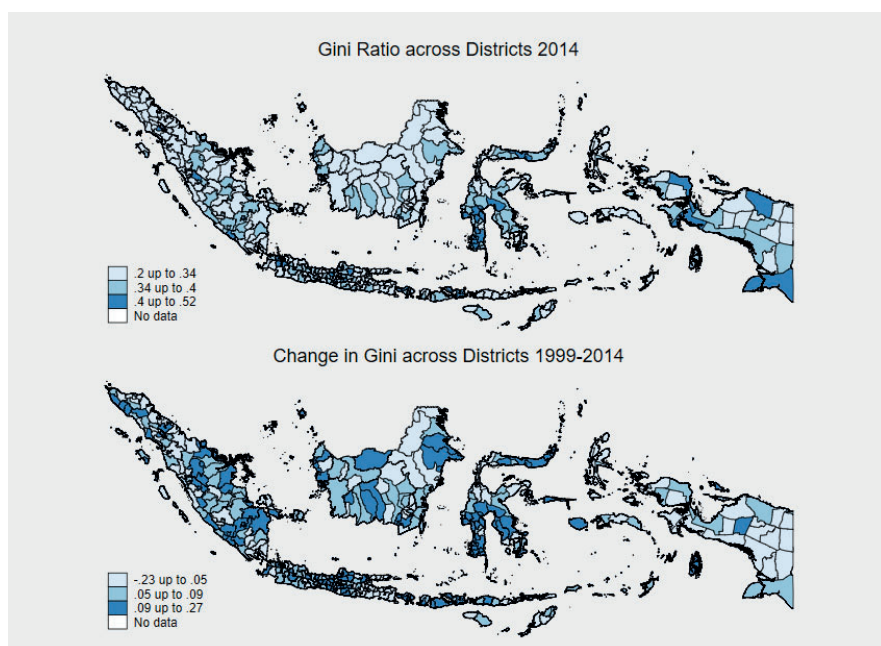 Gini Ratio across Districts 2014
.2 up to .34
.34 up to .4
.4 up to .52
No data
Change in Gini across Districts 1999-2014
-.23 up to .05
.05 up to .09
.09 up to .27
No data